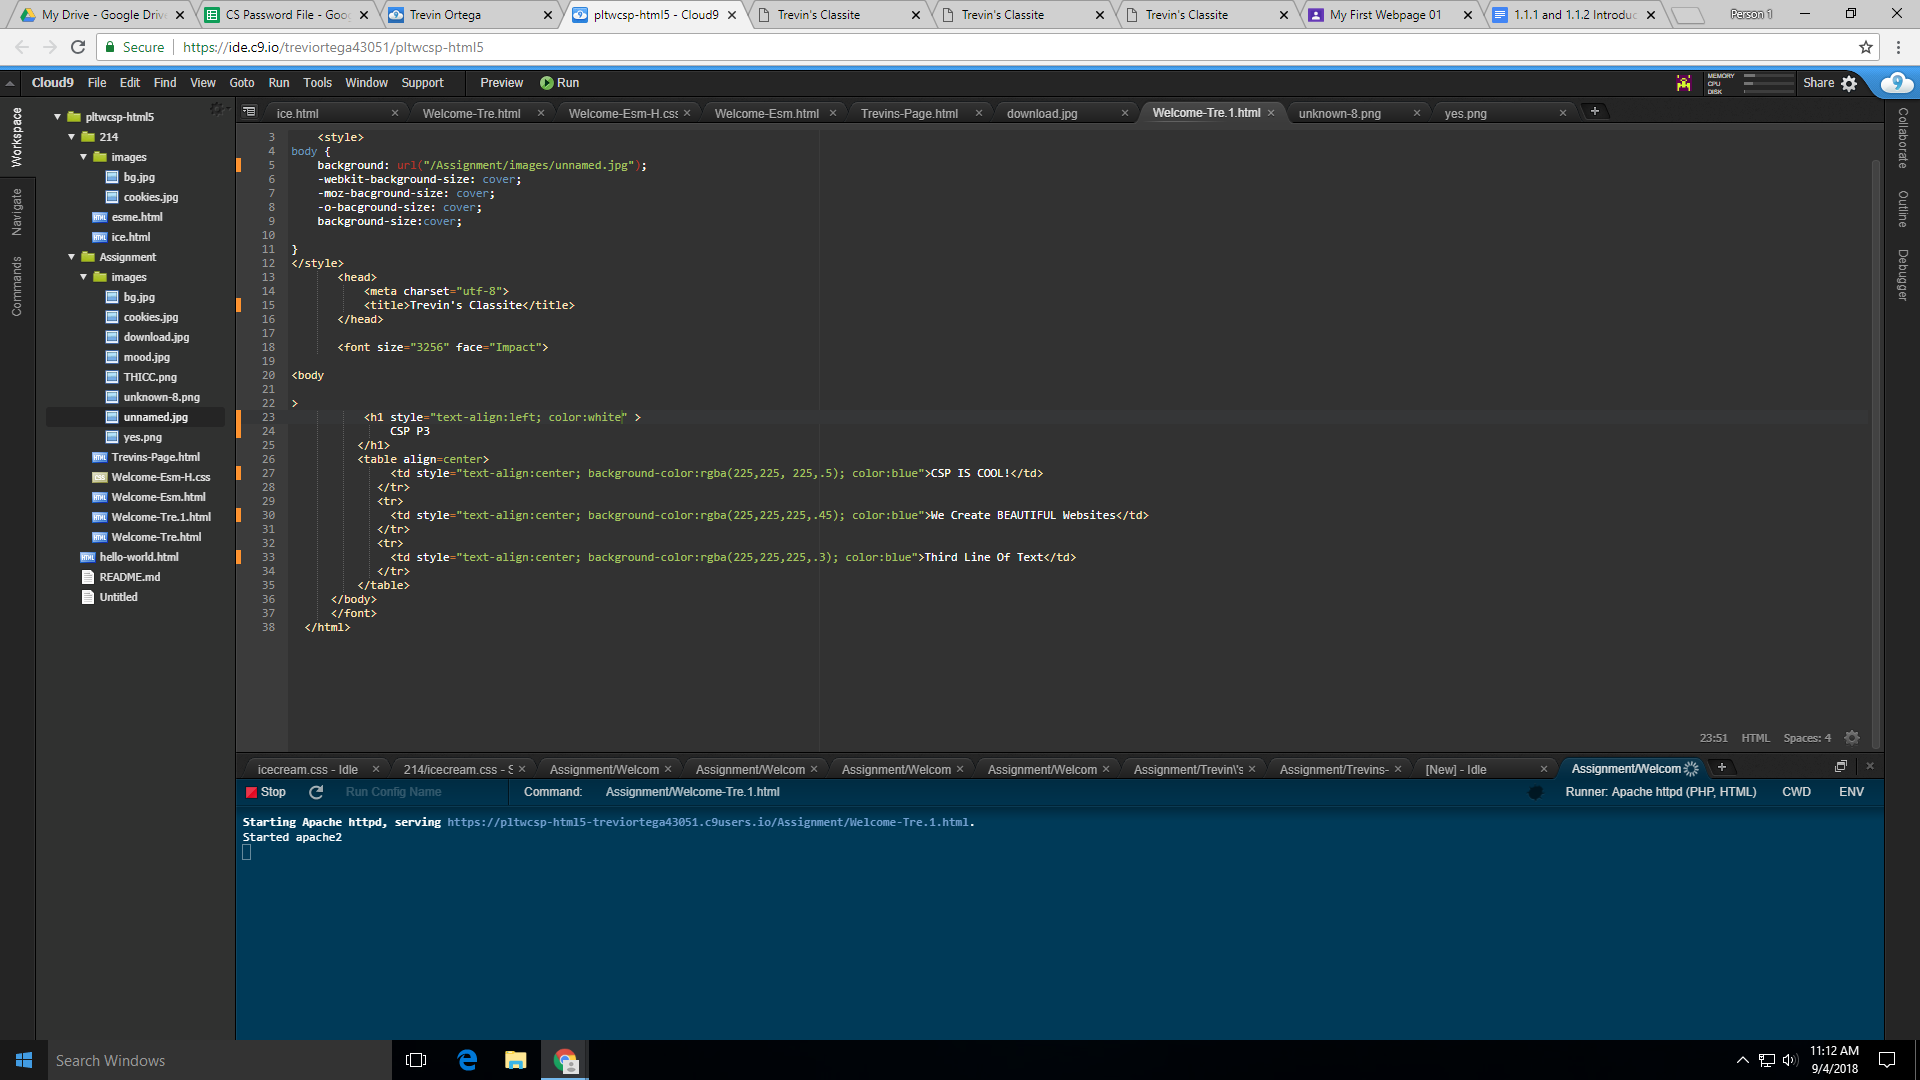 My Drive - Google Driv
CS Password File - Goo
Trevin Ortega
pltwcsp-html5 - Cloud9
Trevin's Classite
Trevin's Classite
Trevin's Classite
My First Webpage 01
1.1.1 and 1.1.2 Introduc
Person 1
Secure
https://ide.c9.io/treviortega43051/pltwcsp-html5
Cloud9 File Edit Find View Goto Run Tools Window Support Preview Run
MEMORY
CPU
DISK
Share
Workspace
Navigate
Commands
pltwcsp-html5
214
images
bg.jpg
cookies.jpg
esme.html
ice.html
Assignment
images
bg.jpg
cookies.jpg
download.jpg
mood.jpg
THICC.png
unknown-8.png
unnamed.jpg
yes.png
Trevins-Page.html
Welcome-Esm-H.css
Welcome-Esm.html
Welcome-Tre.1.html
Welcome-Tre.html
hello-world.html
README.md
Untitled
ice.html
Welcome-Tre.html
Welcome-Esm-H.css
Welcome-Esm.html
Trevins-Page.html
download.jpg
Welcome-Tre.1.html
unknown-8.png
yes.png
3 <style>
4 body {
5 background: url("/Assignment/images/unnamed.jpg");
6 -webkit-background-size: cover;
7 -moz-bacground-size: cover;
8 -o-bacground-size: cover;
9 background-size:cover;
10
11 }
12 </style>
13 <head>
14 <meta charset="utf-8">
15 <title>Trevin's Classite</title>
16 </head>
17
18 <font size="3256" face="Impact">
19
20 <body
21
22 >
23 <h1 style="text-align:left; color:white" >
24 CSP P3
25 </h1>
26 <table align=center>
27 <td style="text-align:center; background-color:rgba(225,225, 225,.5); color:blue">CSP IS COOL!</td>
28 </tr>
29 <tr>
30 <td style="text-align:center; background-color:rgba(225,225,225,.45); color:blue">We Create BEAUTIFUL Websites</td>
31 </tr>
32 <tr>
33 <td style="text-align:center; background-color:rgba(225,225,225,.3); color:blue">Third Line Of Text</td>
34 </tr>
35 </table>
36 </body>
37 </font>
38 </html>
23:51 HTML Spaces: 4
Collaborate
Outline
Debugger
icecream.css - Idle
214/icecream.css - S
Assignment/Welcom
Assignment/Welcom
Assignment/Welcom
Assignment/Welcom
Assignment/Trevin\'s
Assignment/Trevins-
[New] - Idle
Assignment/Welcom
Stop
Run Config Name
Command: Assignment/Welcome-Tre.1.html
Runner: Apache httpd (PHP, HTML)
CWD
ENV
Starting Apache httpd, serving https://pltwcsp-html5-treviortega43051.c9users.io/Assignment/Welcome-Tre.1.html.
Started apache2
Search Windows
11:12 AM
9/4/2018